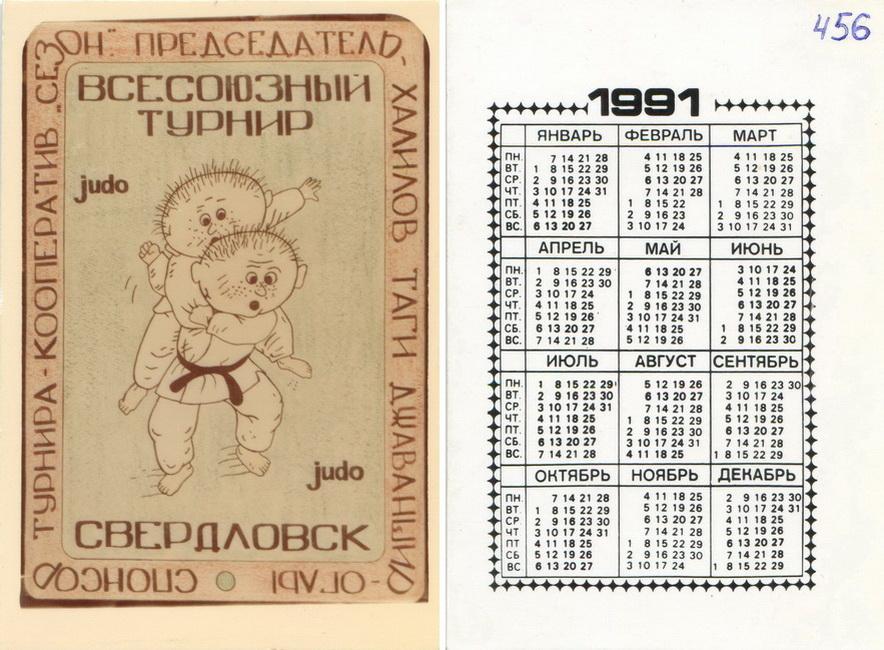 СПОНСОР ТУРНИРА - КООПЕРАТИВ „СЕЗОН." ПРЕДСЕДАТЕЛЬ - ХАЛИЛОВ ТАГИ ДЖАВАНШИР - ОГЛЫ
ВСЕСОЮЗНЫЙ
ТУРНИР
judo
judo
СВЕРДЛОВСК
456
1991
ЯНВАРЬ ФЕВРАЛЬ МАРТ
ПН. 7 14 21 28 4 11 18 25 4 11 18 25
ВТ. 1 8 15 22 29 5 12 19 26 5 12 19 26
СР. 2 9 16 23 30 6 13 20 27 6 13 20 27
ЧТ. 3 10 17 24 31 7 14 21 28 7 14 21 28
ПТ. 4 11 18 25 1 8 15 22 1 8 15 22 29
СБ. 5 12 19 26 2 9 16 23 2 9 16 23 30
ВС. 6 13 20 27 3 10 17 24 3 10 17 24 31
АПРЕЛЬ МАЙ ИЮНЬ
ПН. 1 8 15 22 29 6 13 20 27 3 10 17 24
ВТ. 2 9 16 23 30 7 14 21 28 4 11 18 25
СР. 3 10 17 24 1 8 15 22 29 5 12 19 26
ЧТ. 4 11 18 25 2 9 16 23 30 6 13 20 27
ПТ. 5 12 19 26 3 10 17 24 31 7 14 21 28
СБ. 6 13 20 27 4 11 18 25 1 8 15 22 29
ВС. 7 14 21 28 5 12 19 26 2 9 16 23 30
ИЮЛЬ АВГУСТ СЕНТЯБРЬ
ПН. 1 8 15 22 29 5 12 19 26 2 9 16 23 30
ВТ. 2 9 16 23 30 6 13 20 27 3 10 17 24
СР. 3 10 17 24 31 7 14 21 28 4 11 18 25
ЧТ. 4 11 18 25 1 8 15 22 29 5 12 19 26
ПТ. 5 12 19 26 2 9 16 23 30 6 13 20 27
СБ. 6 13 20 27 3 10 17 24 31 7 14 21 28
ВС. 7 14 21 28 4 11 18 25 1 8 15 22 29
ОКТЯБРЬ НОЯБРЬ ДЕКАБРЬ
ПН. 7 14 21 28 4 11 18 25 2 9 16 23 30
ВТ. 1 8 15 22 29 5 12 19 26 3 10 17 24 31
СР. 2 9 16 23 30 6 13 20 27 4 11 18 25
ЧТ. 3 10 17 24 31 7 14 21 28 5 12 19 26
ПТ 4 11 18 25 1 8 15 22 29 6 13 20 27
СБ 5 12 19 26 2 9 16 23 30 7 14 21 28
ВС 6 13 20 27 3 10 17 24 1 8 15 22 29